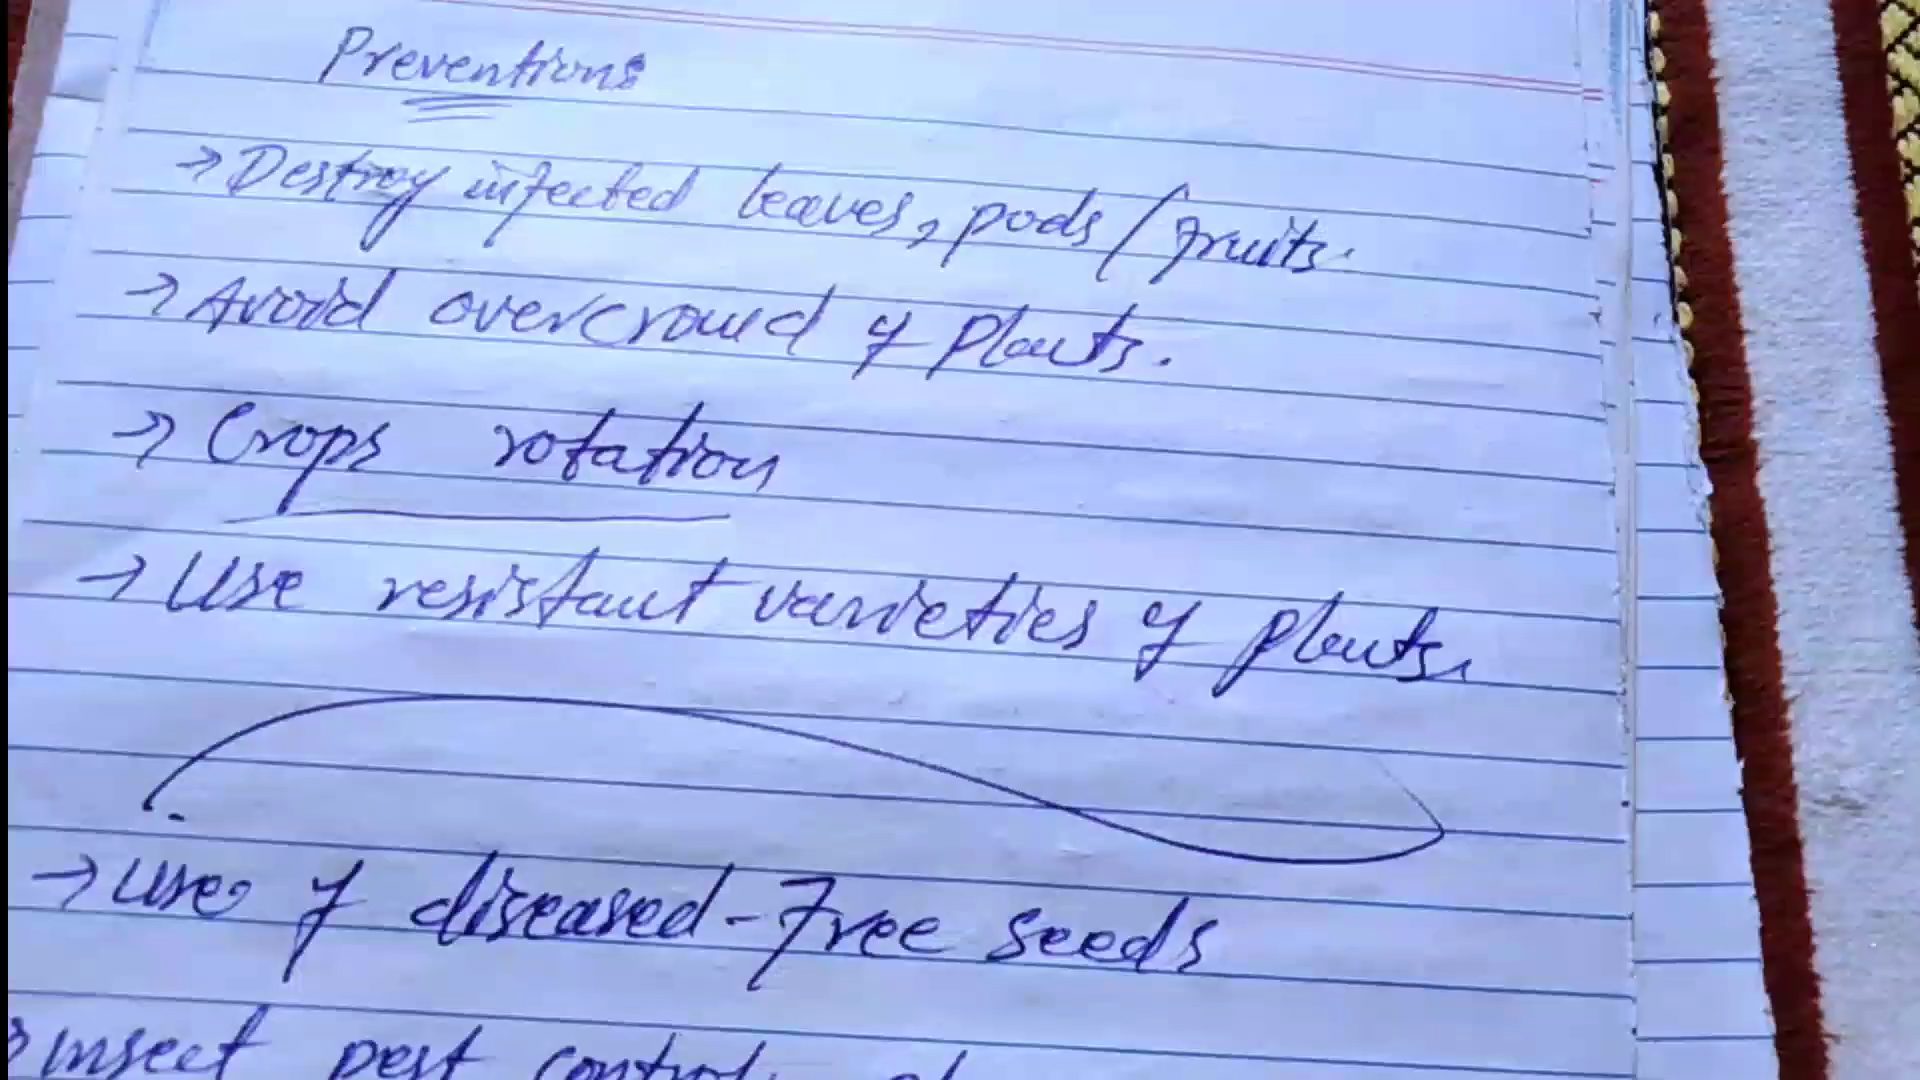 Preventions
→ Destroy infected leaves, pods / fruits.
→ Avoid overcrowd of plants.
→ Crops rotation
→ Use resistant varieties of plants.
→ Use of diseased-free seeds
→ insect pest control